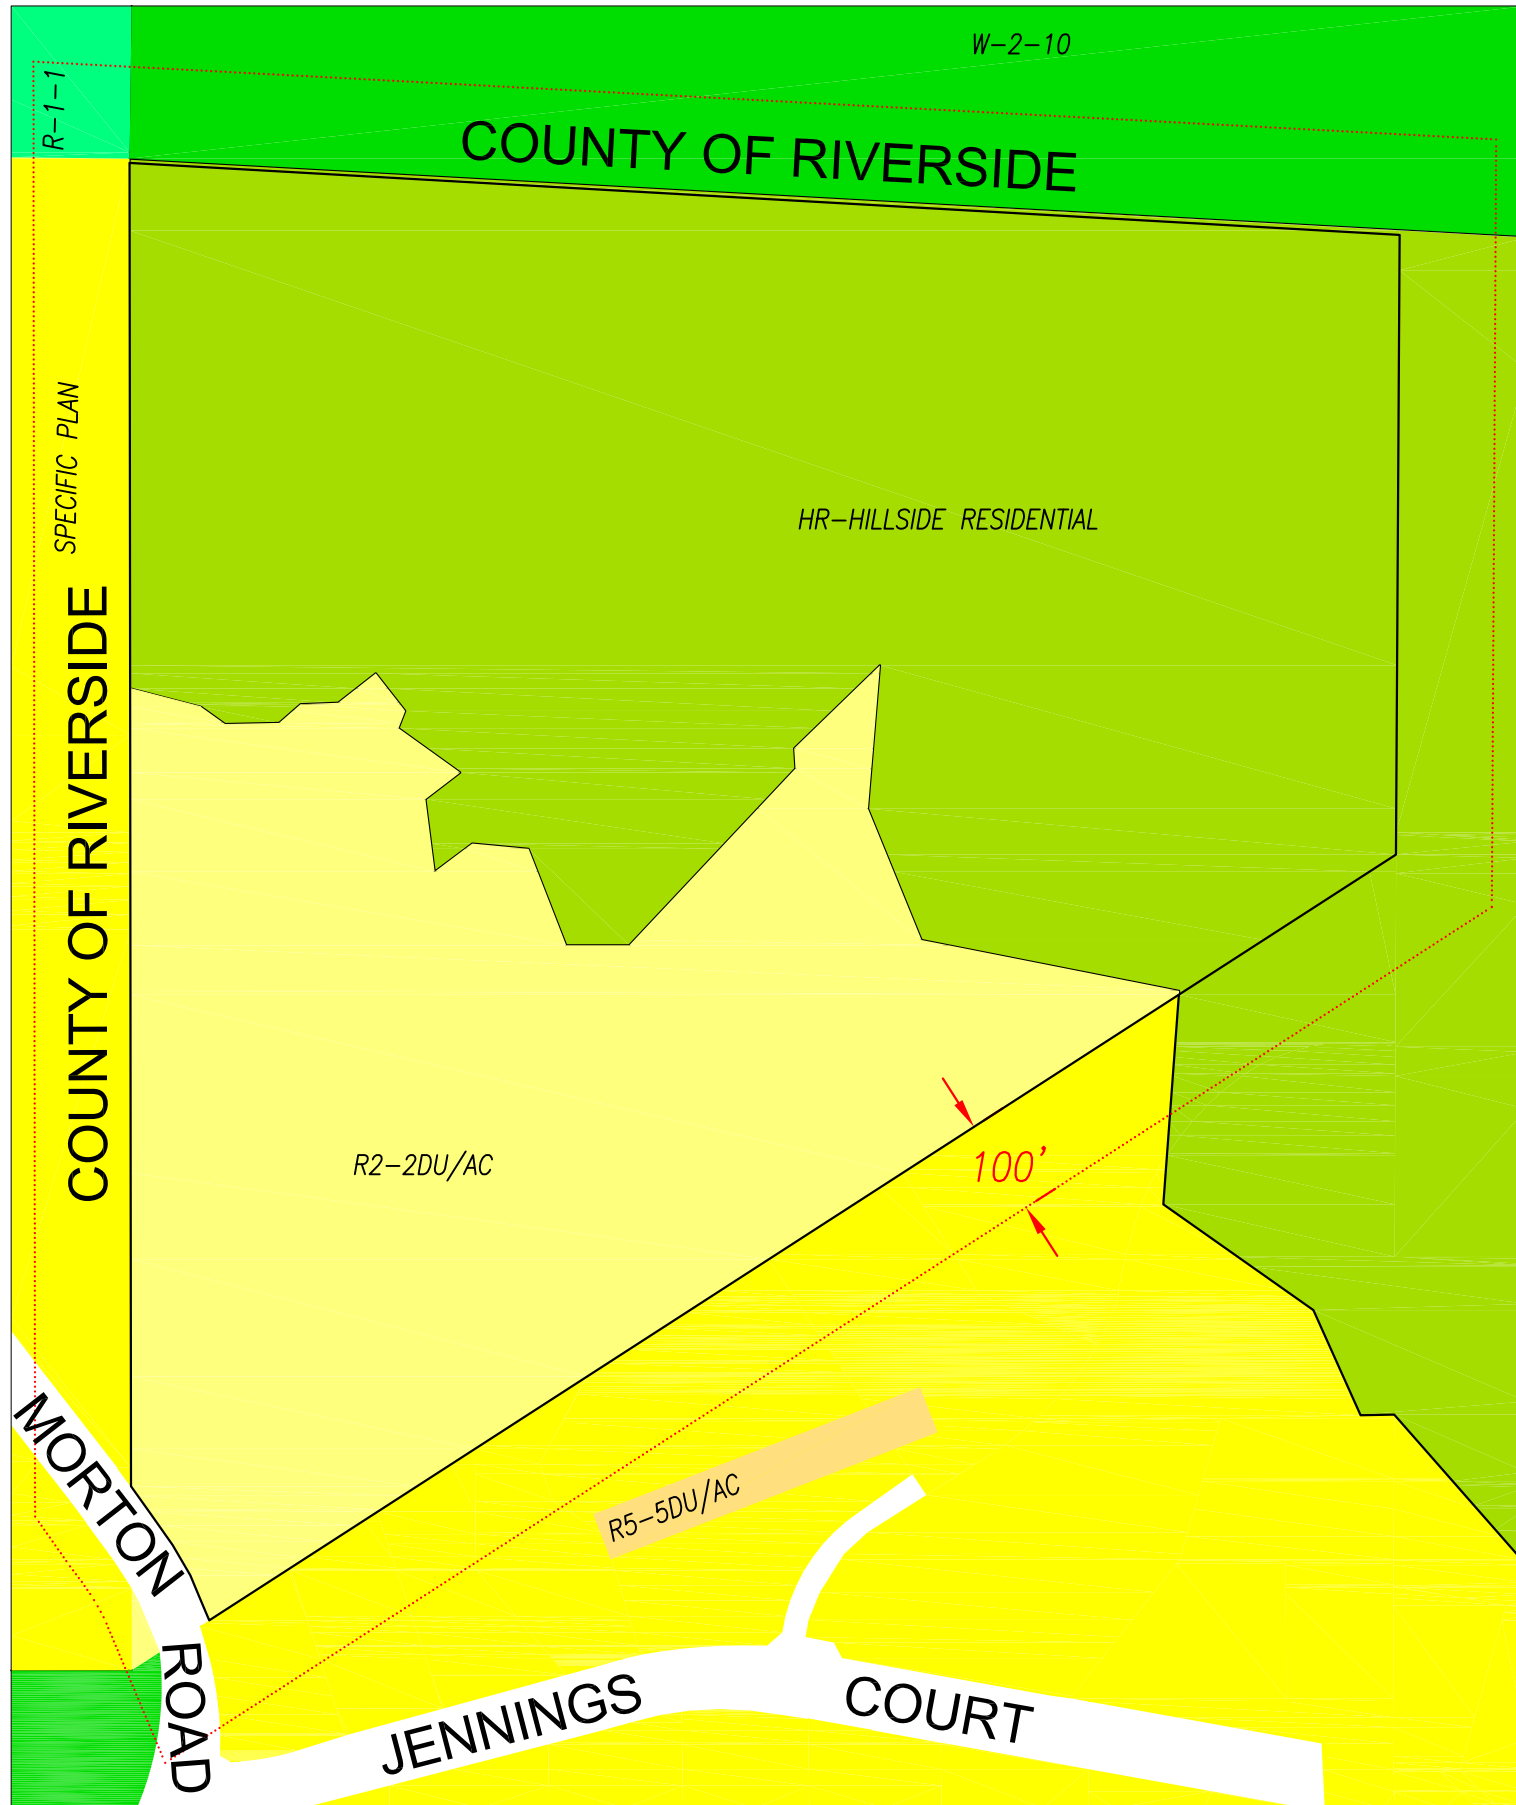 W-2-10
R-1-1
COUNTY OF RIVERSIDE
SPECIFIC PLAN
HR-HILLSIDE RESIDENTIAL
COUNTY OF RIVERSIDE
R2-2DU/AC
100'
R5-5DU/AC
MORTON ROAD
JENNINGS COURT